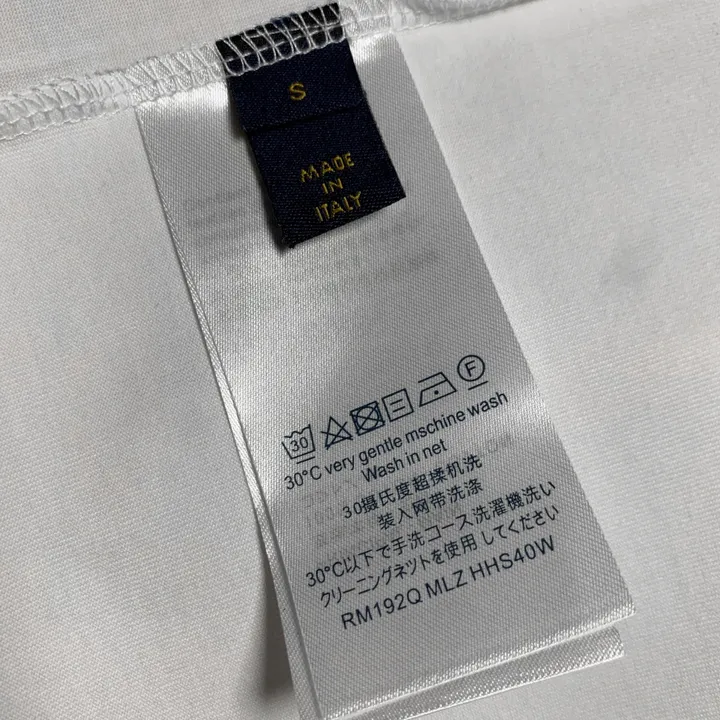 S
MADE
IN
ITALY
30
F
30°C very gentle mschine wash
Wash in net
30摄氏度超揉机洗
装入网带洗涤
30°C以下で手洗コース洗濯機洗い
クリーニングネットを使用してください
RM192Q MLZ HHS40W